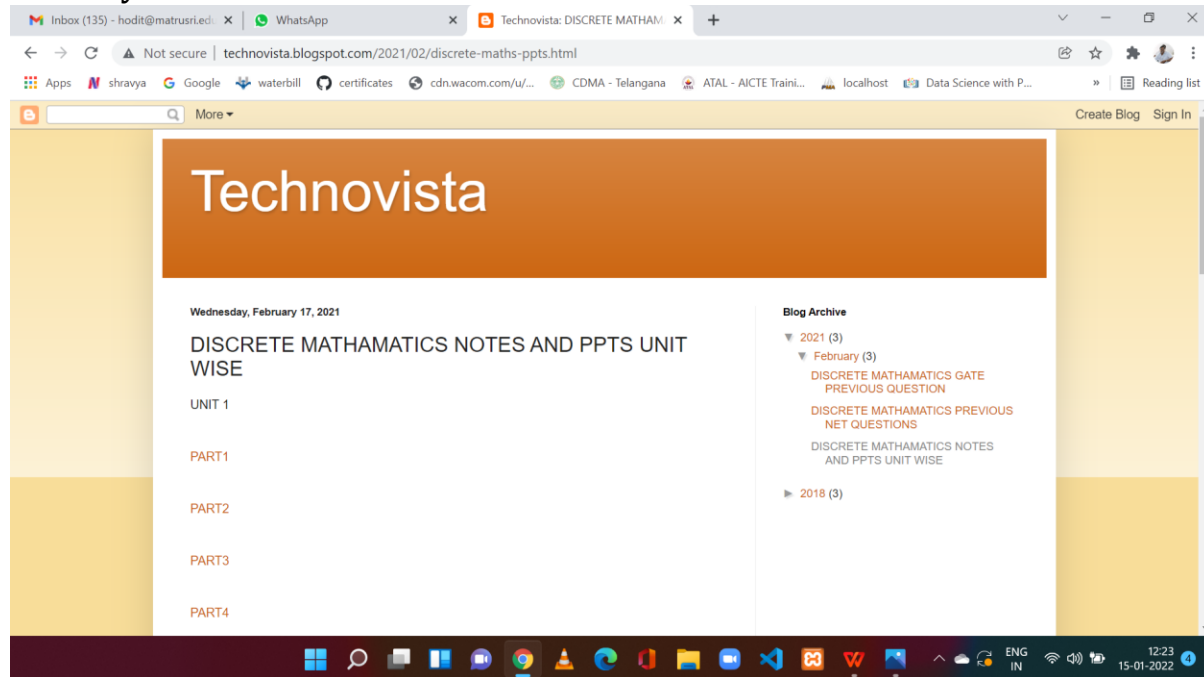 Inbox (135) - hodit@matrusri.edu
WhatsApp
Technovista: DISCRETE MATHAM
Not secure | technovista.blogspot.com/2021/02/discrete-maths-ppts.html
Apps
shravya
Google
waterbill
certificates
cdn.wacom.com/u/...
CDMA - Telangana
ATAL - AICTE Traini...
localhost
Data Science with P...
»
Reading list
More
Create Blog
Sign In
Technovista
Wednesday, February 17, 2021
DISCRETE MATHAMATICS NOTES AND PPTS UNIT
WISE
UNIT 1
PART1
PART2
PART3
PART4
Blog Archive
▼ 2021 (3)
▼ February (3)
DISCRETE MATHAMATICS GATE
PREVIOUS QUESTION
DISCRETE MATHAMATICS PREVIOUS
NET QUESTIONS
DISCRETE MATHAMATICS NOTES
AND PPTS UNIT WISE
► 2018 (3)
ENG
IN
12:23
15-01-2022
4